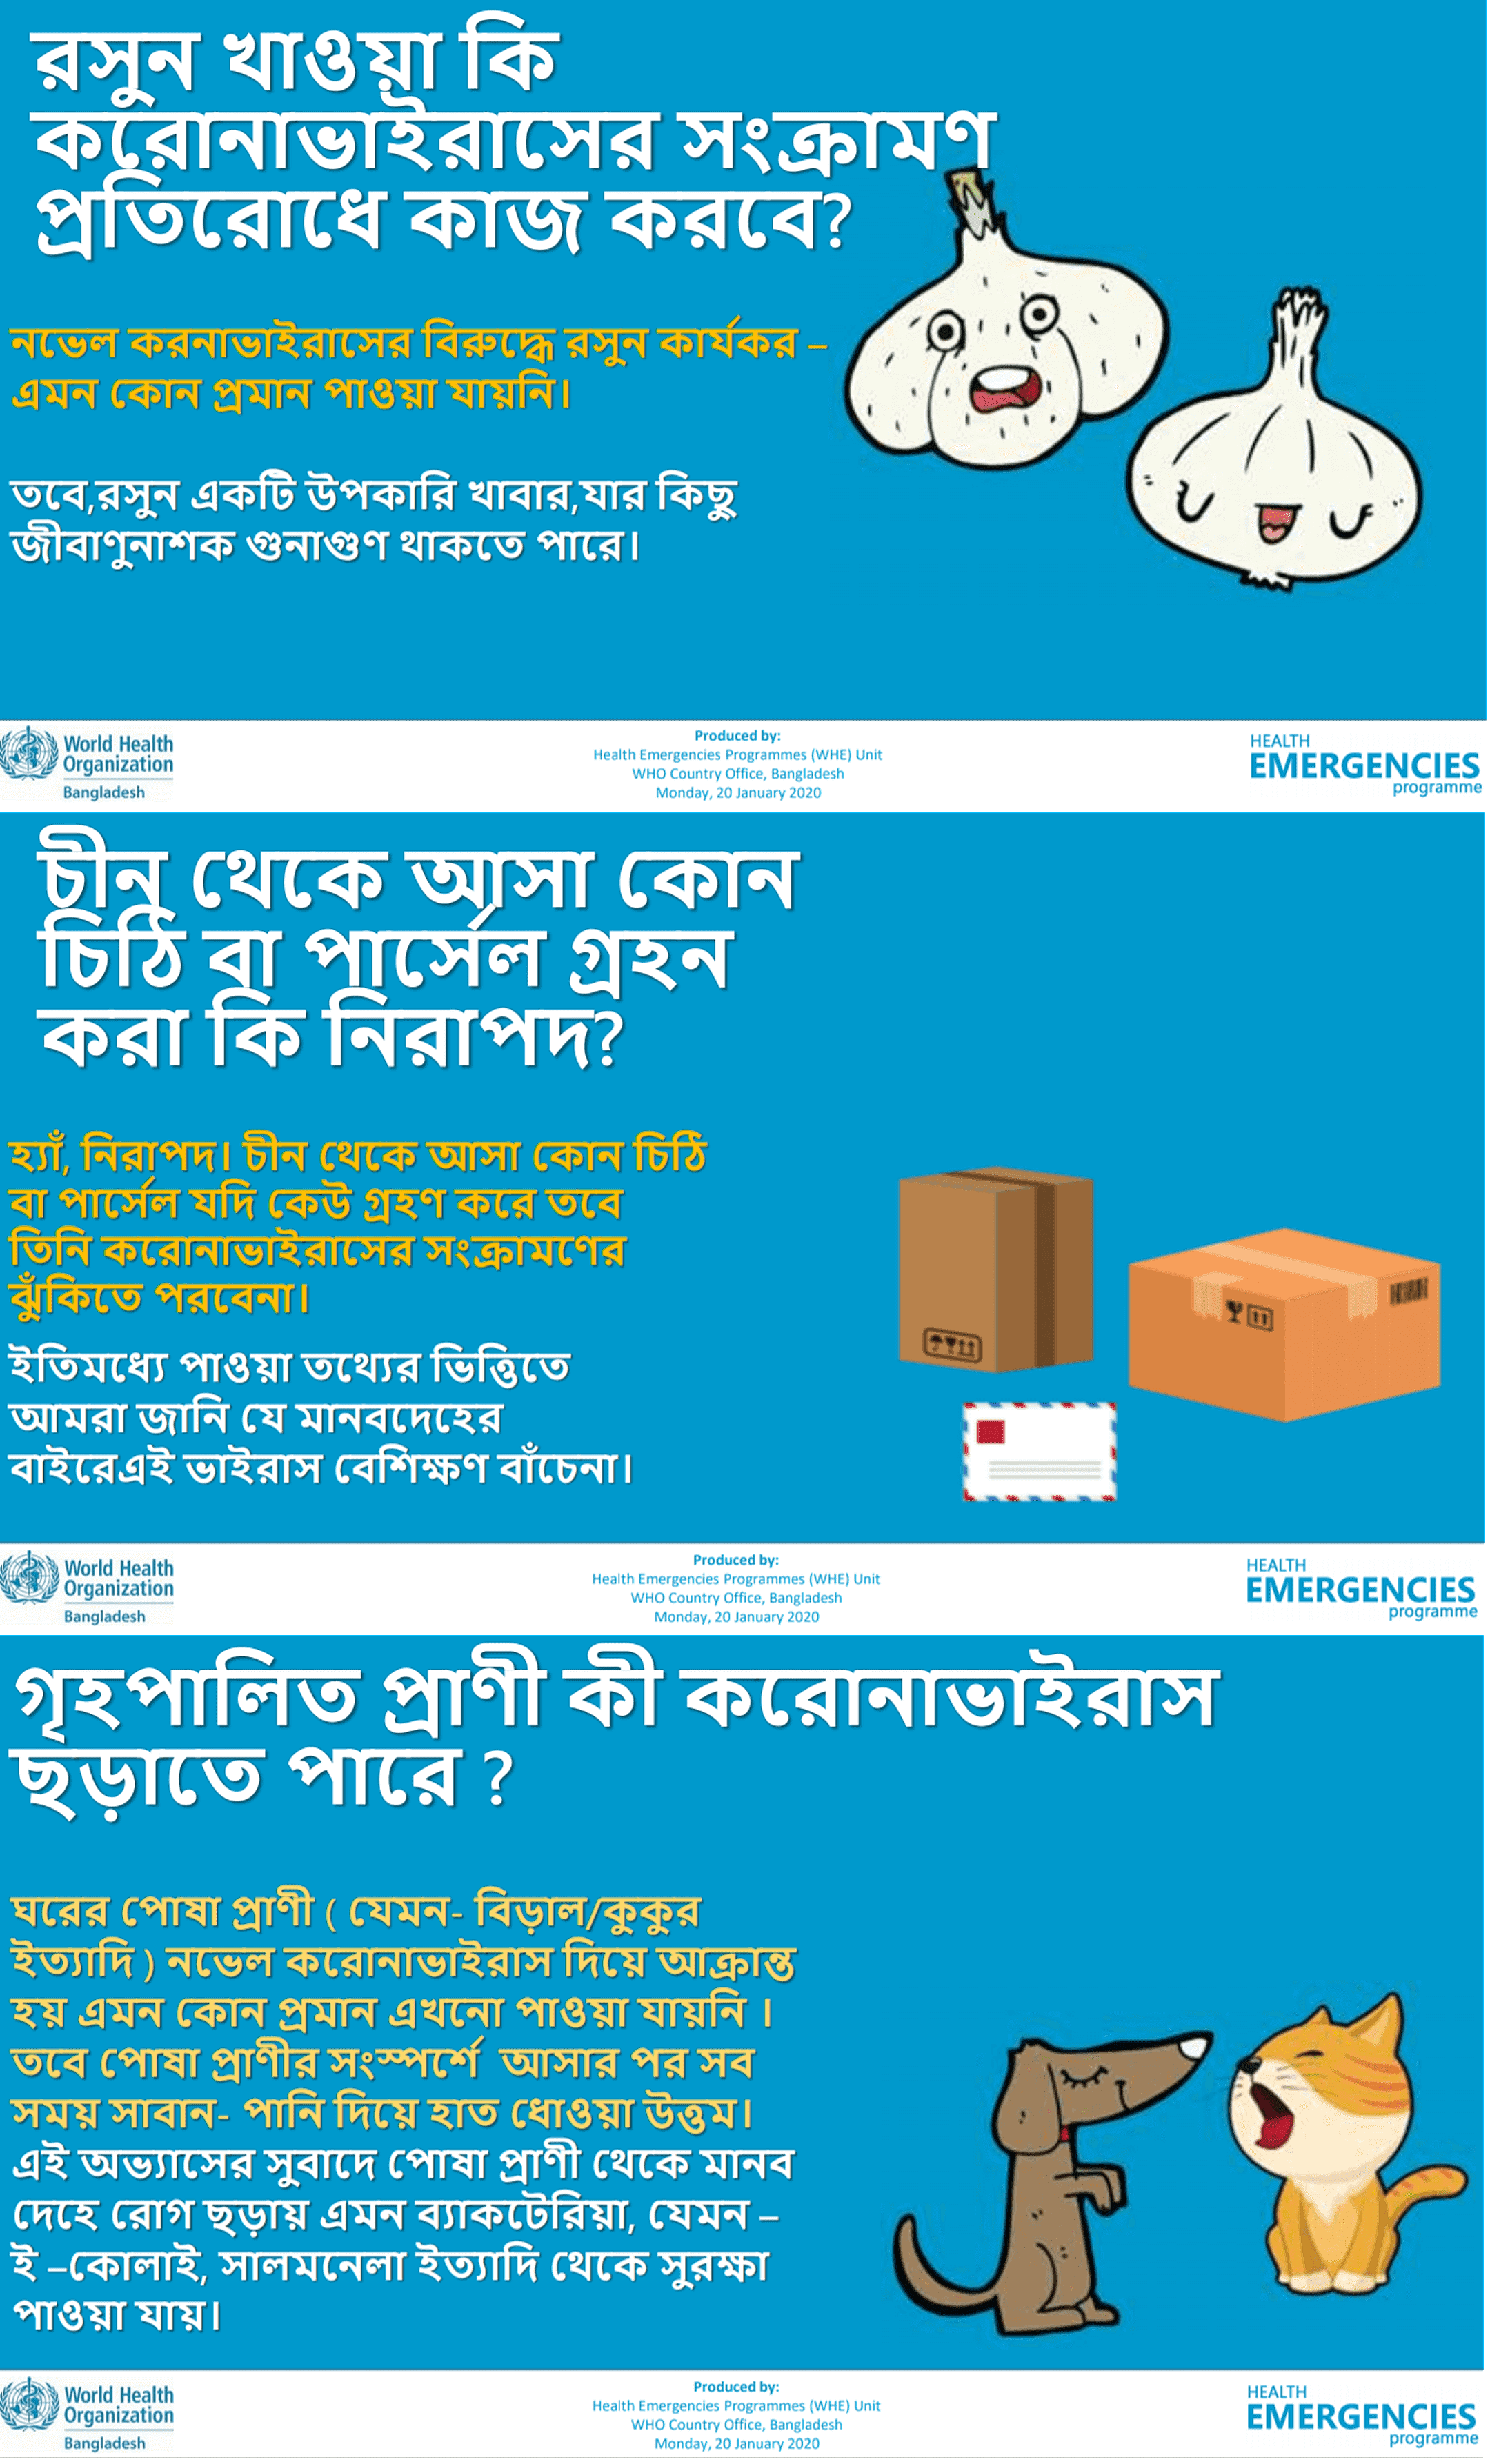 রসুন খাওয়া কি
করোনাভাইরাসের সংক্রামণ
প্রতিরোধে কাজ করবে?
নভেল করনাভাইরাসের বিরুদ্ধে রসুন কার্যকর –
এমন কোন প্রমান পাওয়া যায়নি।
তবে,রসুন একটি উপকারি খাবার,যার কিছু
জীবাণুনাশক গুনাগুণ থাকতে পারে।
World Health
Organization
Bangladesh
Produced by:
Health Emergencies Programmes (WHE) Unit
WHO Country Office, Bangladesh
Monday, 20 January 2020
HEALTH
EMERGENCIES
programme
চীন থেকে আসা কোন
চিঠি বা পার্সেল গ্রহন
করা কি নিরাপদ?
হ্যাঁ, নিরাপদ। চীন থেকে আসা কোন চিঠি
বা পার্সেল যদি কেউ গ্রহণ করে তবে
তিনি করোনাভাইরাসের সংক্রামণের
ঝুঁকিতে পরবেনা।
ইতিমধ্যে পাওয়া তথ্যের ভিত্তিতে
আমরা জানি যে মানবদেহের
বাইরেএই ভাইরাস বেশিক্ষণ বাঁচেনা।
World Health
Organization
Bangladesh
Produced by:
Health Emergencies Programmes (WHE) Unit
WHO Country Office, Bangladesh
Monday, 20 January 2020
HEALTH
EMERGENCIES
programme
গৃহপালিত প্রাণী কী করোনাভাইরাস
ছড়াতে পারে ?
ঘরের পোষা প্রাণী ( যেমন- বিড়াল/কুকুর
ইত্যাদি ) নভেল করোনাভাইরাস দিয়ে আক্রান্ত
হয় এমন কোন প্রমান এখনো পাওয়া যায়নি ।
তবে পোষা প্রাণীর সংস্পর্শে আসার পর সব
সময় সাবান- পানি দিয়ে হাত ধোওয়া উত্তম।
এই অভ্যাসের সুবাদে পোষা প্রাণী থেকে মানব
দেহে রোগ ছড়ায় এমন ব্যাকটেরিয়া, যেমন –
ই –কোলাই, সালমনেলা ইত্যাদি থেকে সুরক্ষা
পাওয়া যায়।
World Health
Organization
Bangladesh
Produced by:
Health Emergencies Programmes (WHE) Unit
WHO Country Office, Bangladesh
Monday, 20 January 2020
HEALTH
EMERGENCIES
programme